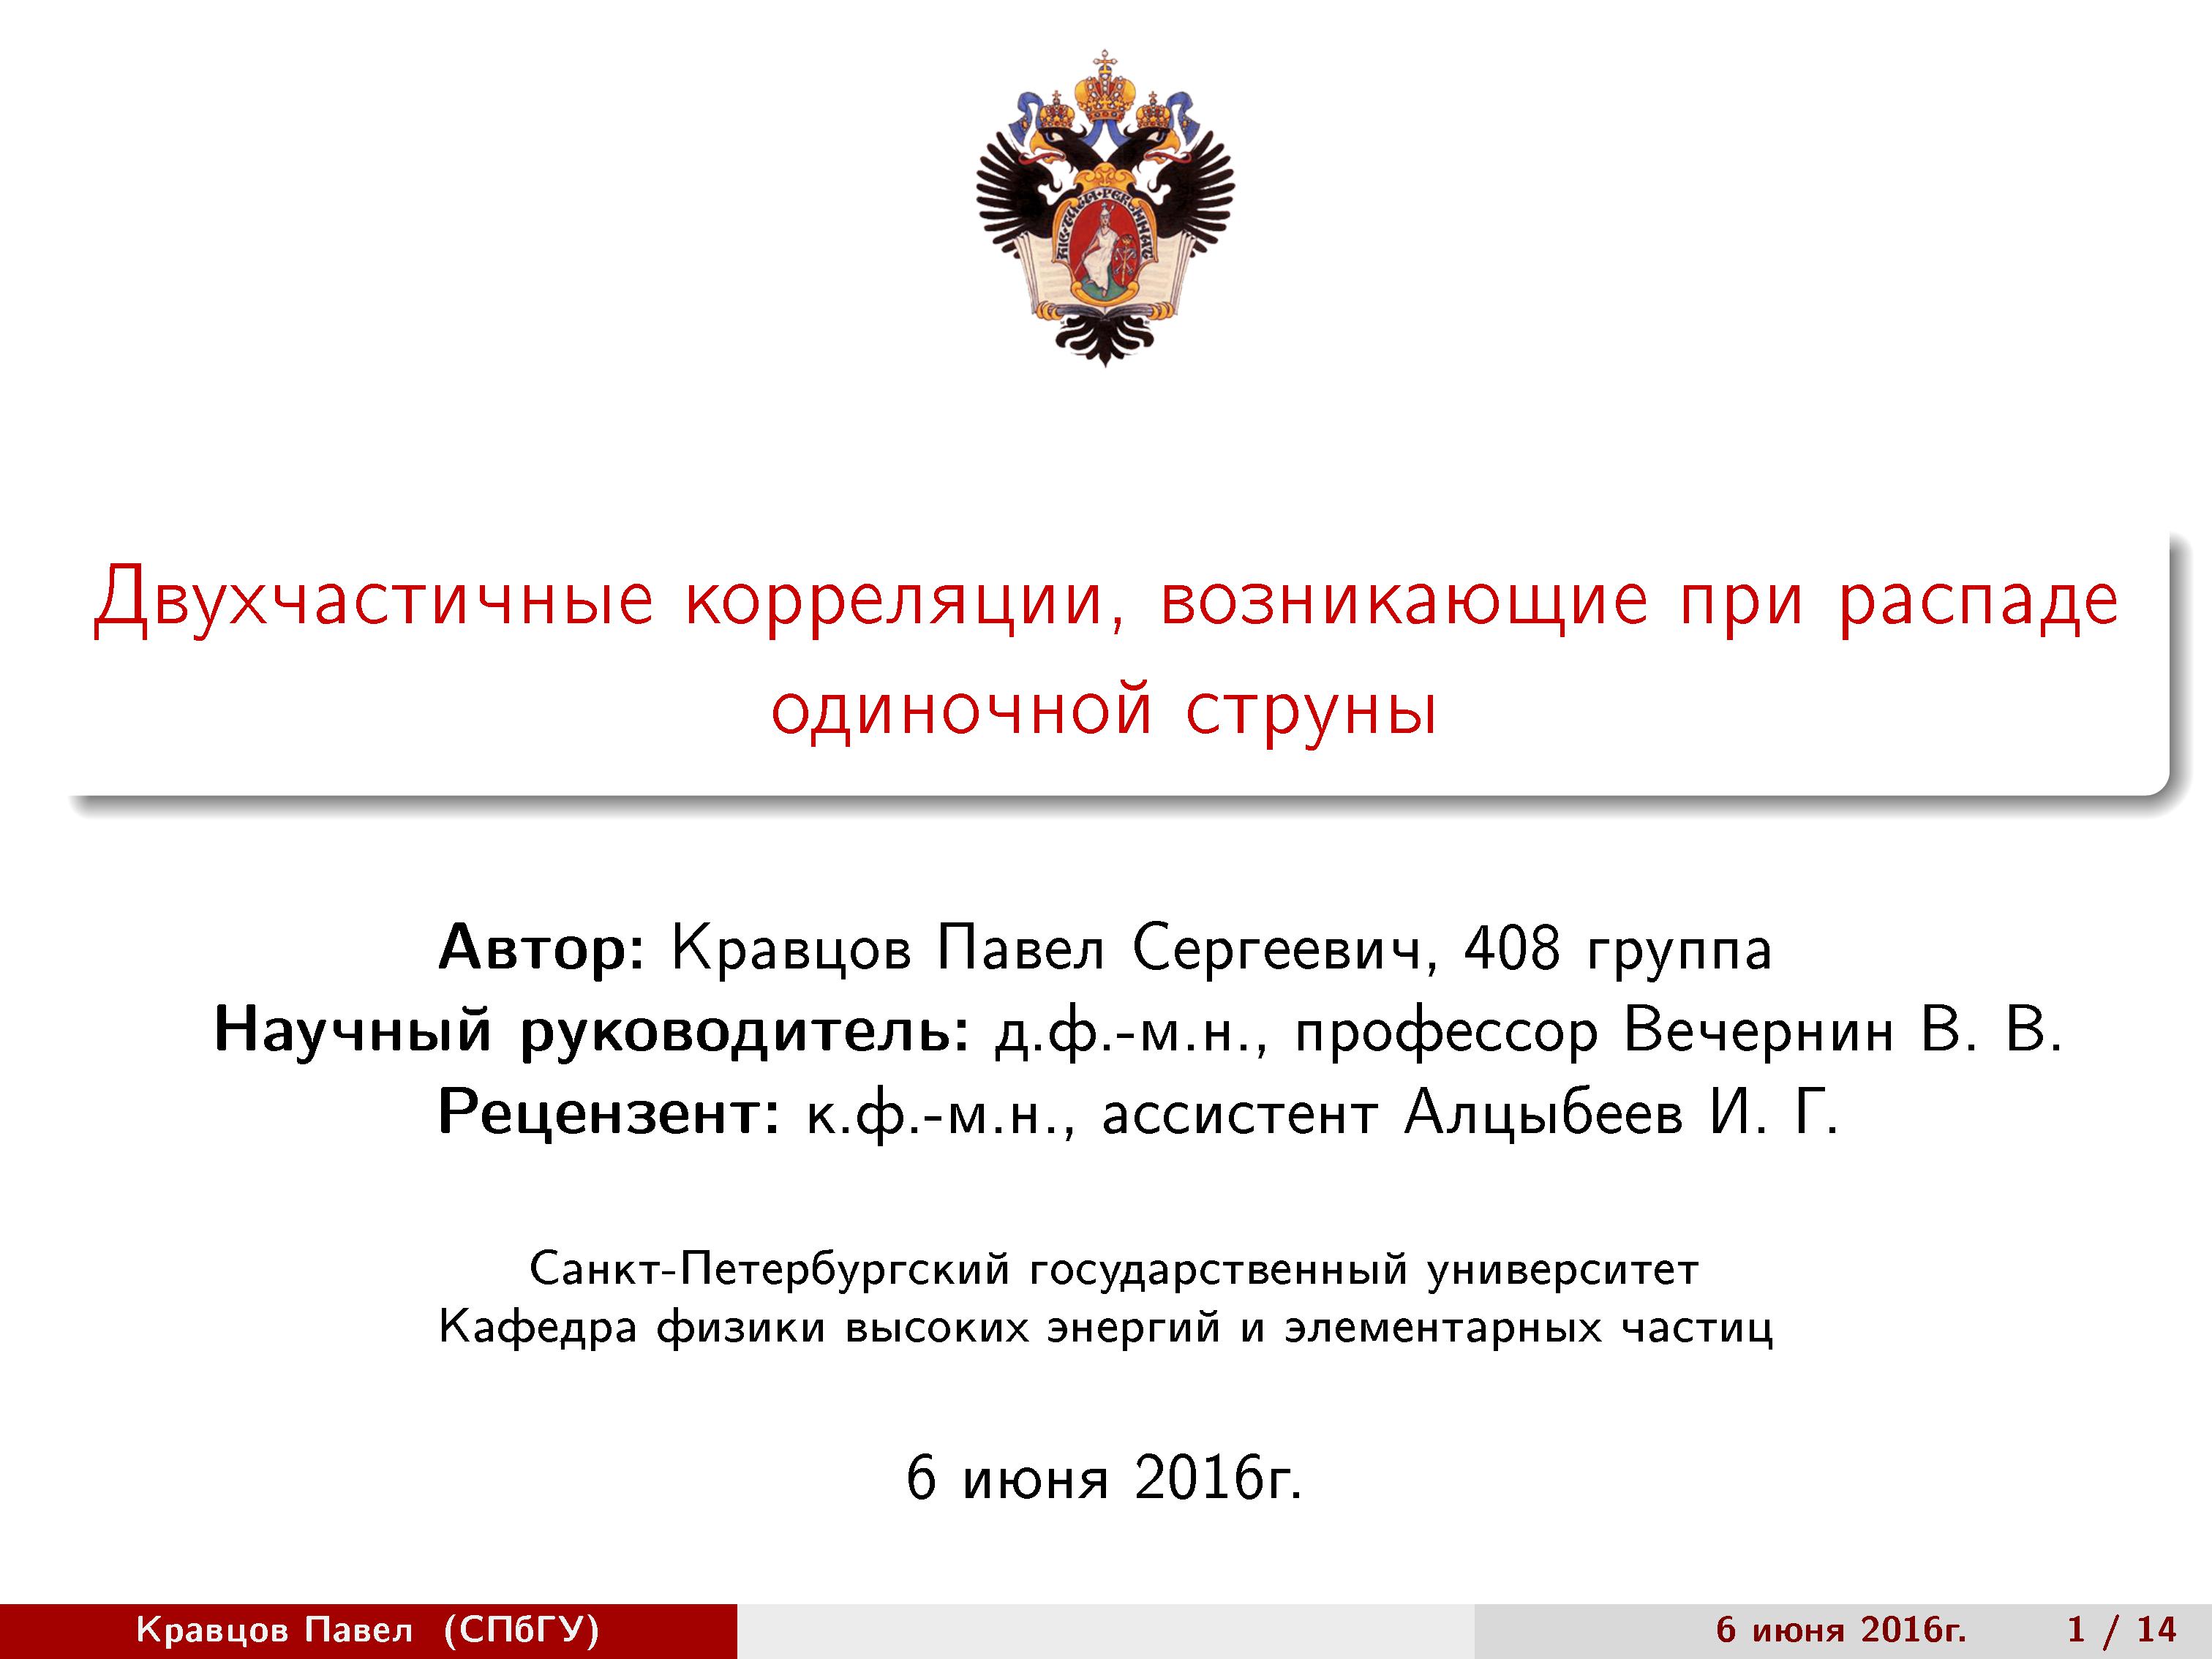 Двухчастичные корреляции, возникающие при распаде
одиночной струны
Автор: Кравцов Павел Сергеевич, 408 группа
Научный руководитель: д.ф.-м.н., профессор Вечернин В. В.
Рецензент: к.ф.-м.н., ассистент Алцыбеев И. Г.
Санкт-Петербургский государственный университет
Кафедра физики высоких энергий и элементарных частиц
6 июня 2016г.
Кравцов Павел (СПбГУ) 6 июня 2016г. 1 / 14